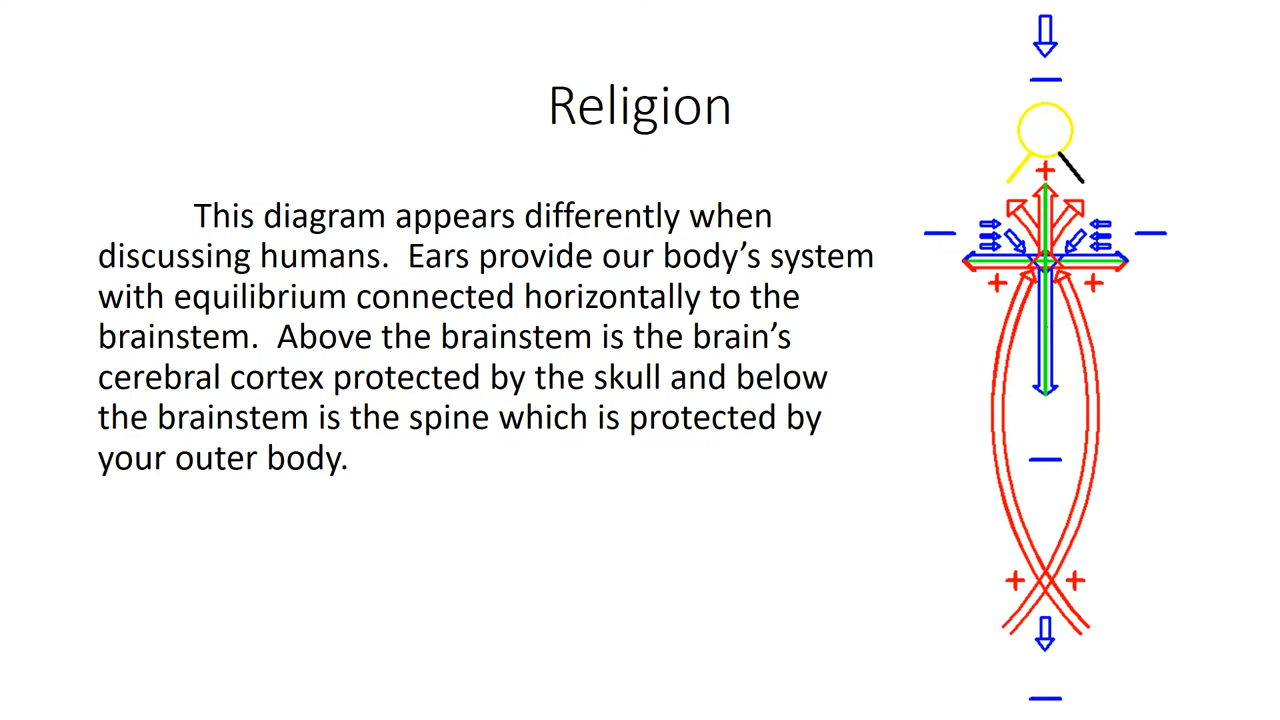 Religion
This diagram appears differently when
discussing humans.  Ears provide our body’s system
with equilibrium connected horizontally to the
brainstem.  Above the brainstem is the brain’s
cerebral cortex protected by the skull and below
the brainstem is the spine which is protected by
your outer body.